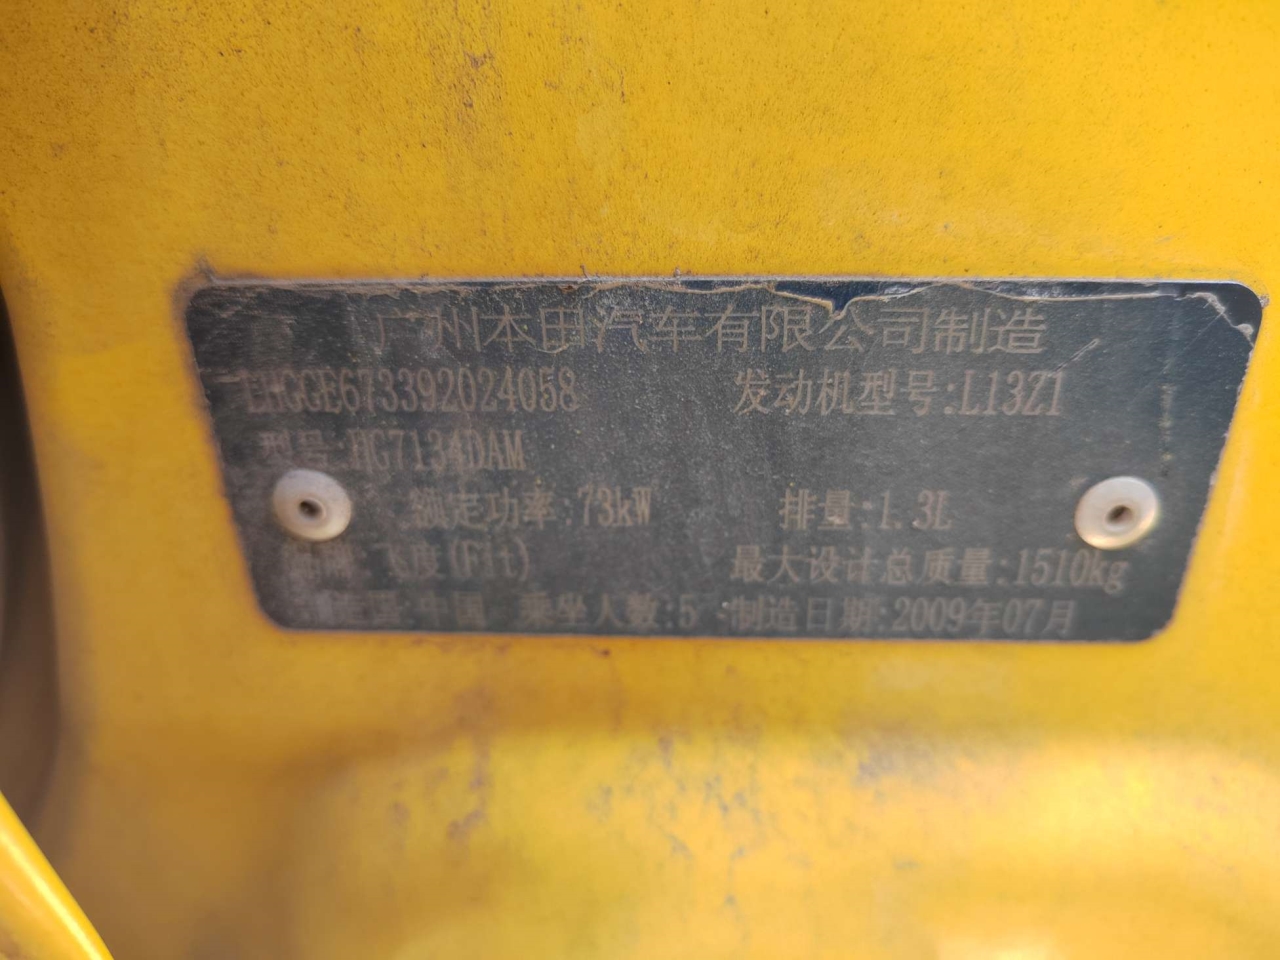 广州本田汽车有限公司制造
LHGGE673392024058 发动机型号:L13Z1
型号:HG7134DAM
额定功率:73kW 排量:1.3L
飞度(Fit) 最大设计总质量:1510kg
:中国 乘坐人数:5 制造日期:2009年07月